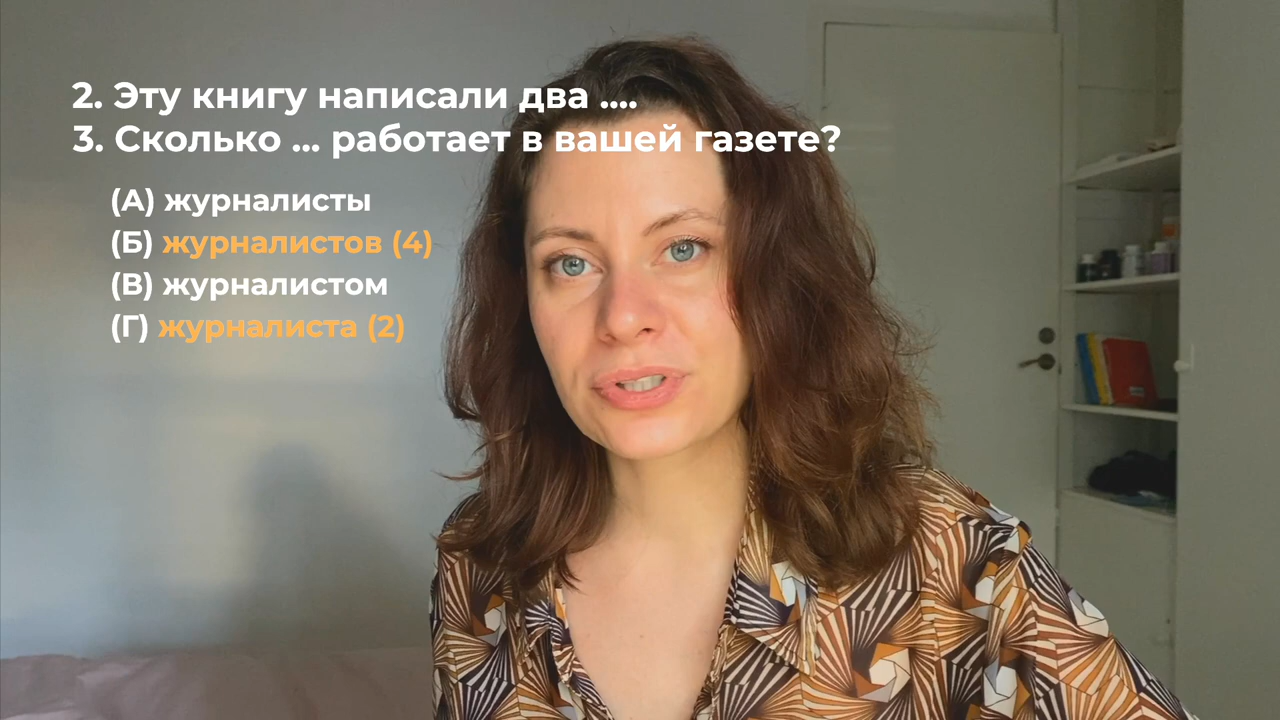 2. Эту книгу написали два ....
3. Сколько ... работает в вашей газете?
(А) журналисты
(Б) журналистов (4)
(В) журналистом
(Г) журналиста (2)